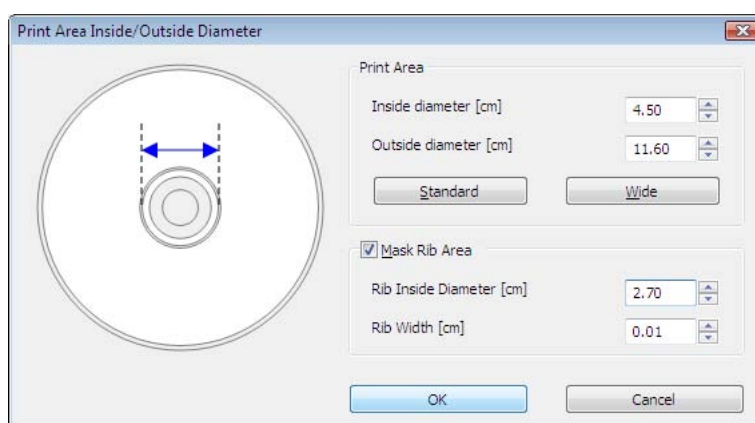 Print Area Inside/Outside Diameter
Print Area
Inside diameter [cm] 4.50
Outside diameter [cm] 11.60
Standard Wide
Mask Rib Area
Rib Inside Diameter [cm] 2.70
Rib Width [cm] 0.01
OK Cancel